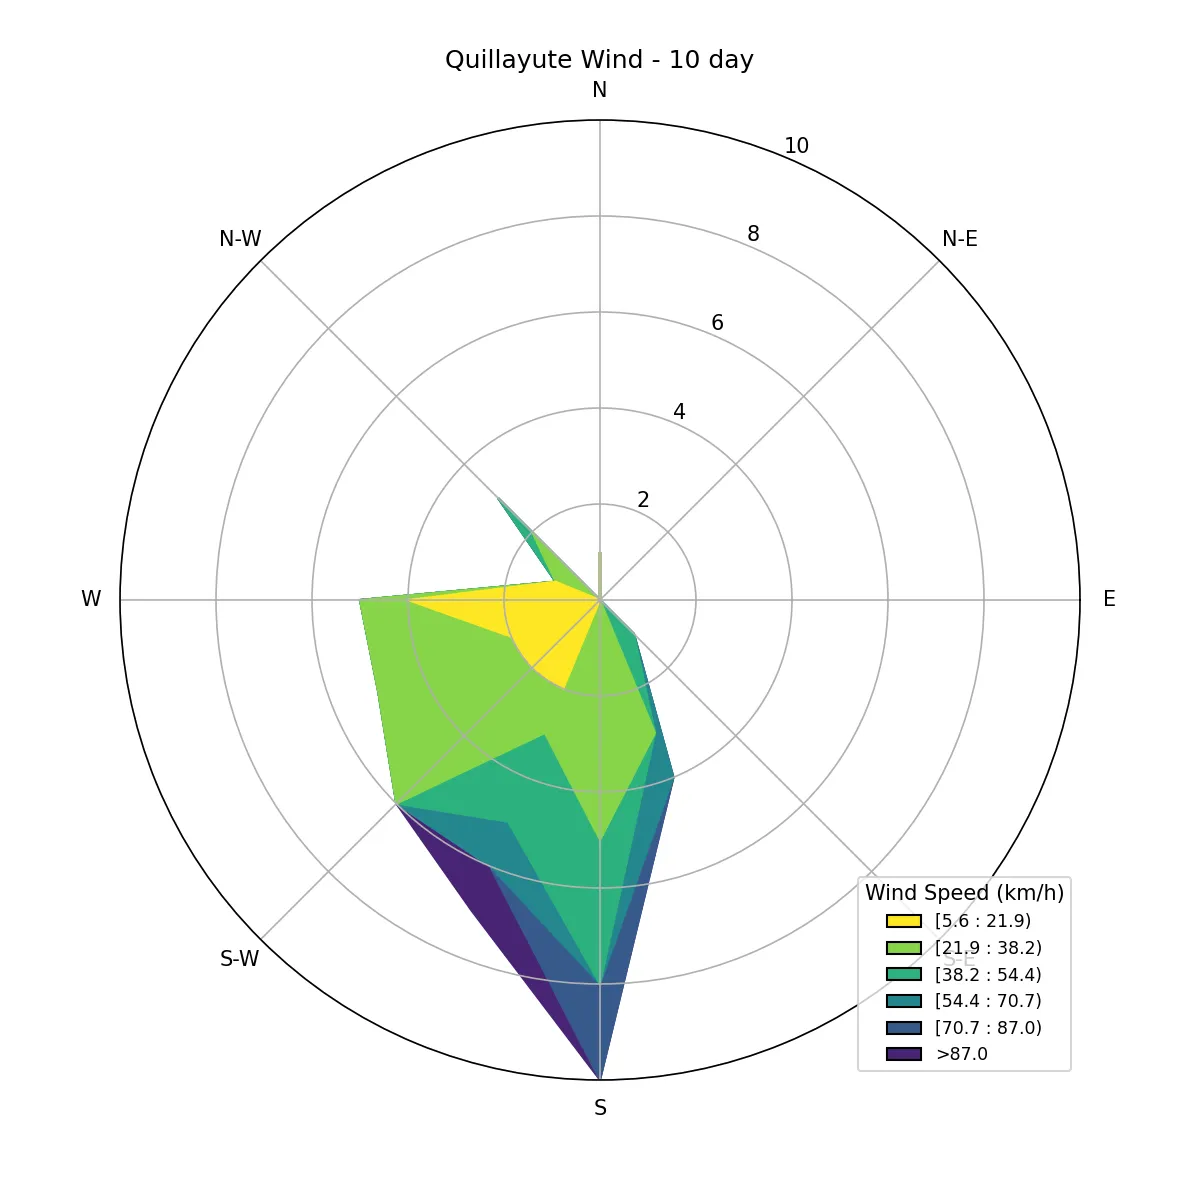 Quillayute Wind - 10 day
N
10
N-W
8
N-E
6
4
2
W
E
Wind Speed (km/h)
[5.6 : 21.9)
[21.9 : 38.2)
S-W
S-E
[38.2 : 54.4)
[54.4 : 70.7)
[70.7 : 87.0)
>87.0
S